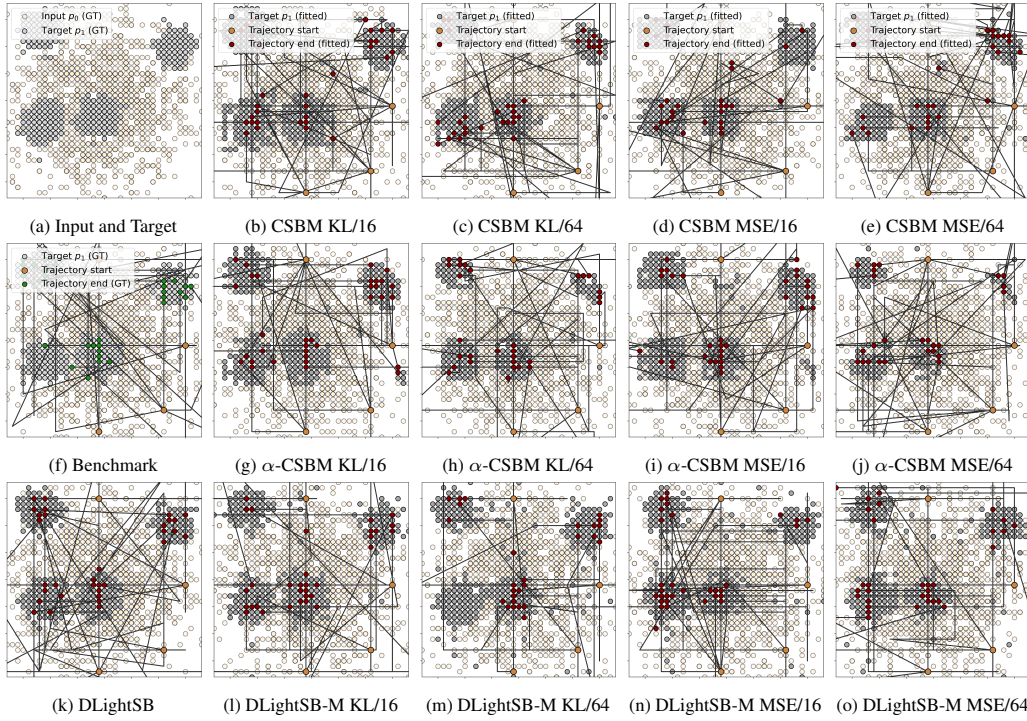 Input p₀ (GT)
Target p₁ (GT)
Target p₁ (fitted)
Trajectory start
Trajectory end (fitted)
Target p₁ (fitted)
Trajectory start
Trajectory end (fitted)
Target p₁ (fitted)
Trajectory start
Trajectory end (fitted)
Target p₁ (fitted)
Trajectory start
Trajectory end (fitted)
(a) Input and Target
(b) CSBM KL/16
(c) CSBM KL/64
(d) CSBM MSE/16
(e) CSBM MSE/64
Target p₁ (GT)
Trajectory start
Trajectory end (GT)
(f) Benchmark
(g) α-CSBM KL/16
(h) α-CSBM KL/64
(i) α-CSBM MSE/16
(j) α-CSBM MSE/64
(k) DLightSB
(l) DLightSB-M KL/16
(m) DLightSB-M KL/64
(n) DLightSB-M MSE/16
(o) DLightSB-M MSE/64